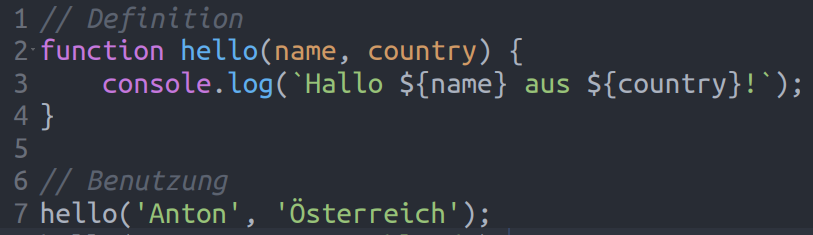 1 // Definition
2 function hello(name, country) {
3     console.log(`Hallo ${name} aus ${country}!`);
4 }
5
6 // Benutzung
7 hello('Anton', 'Österreich');